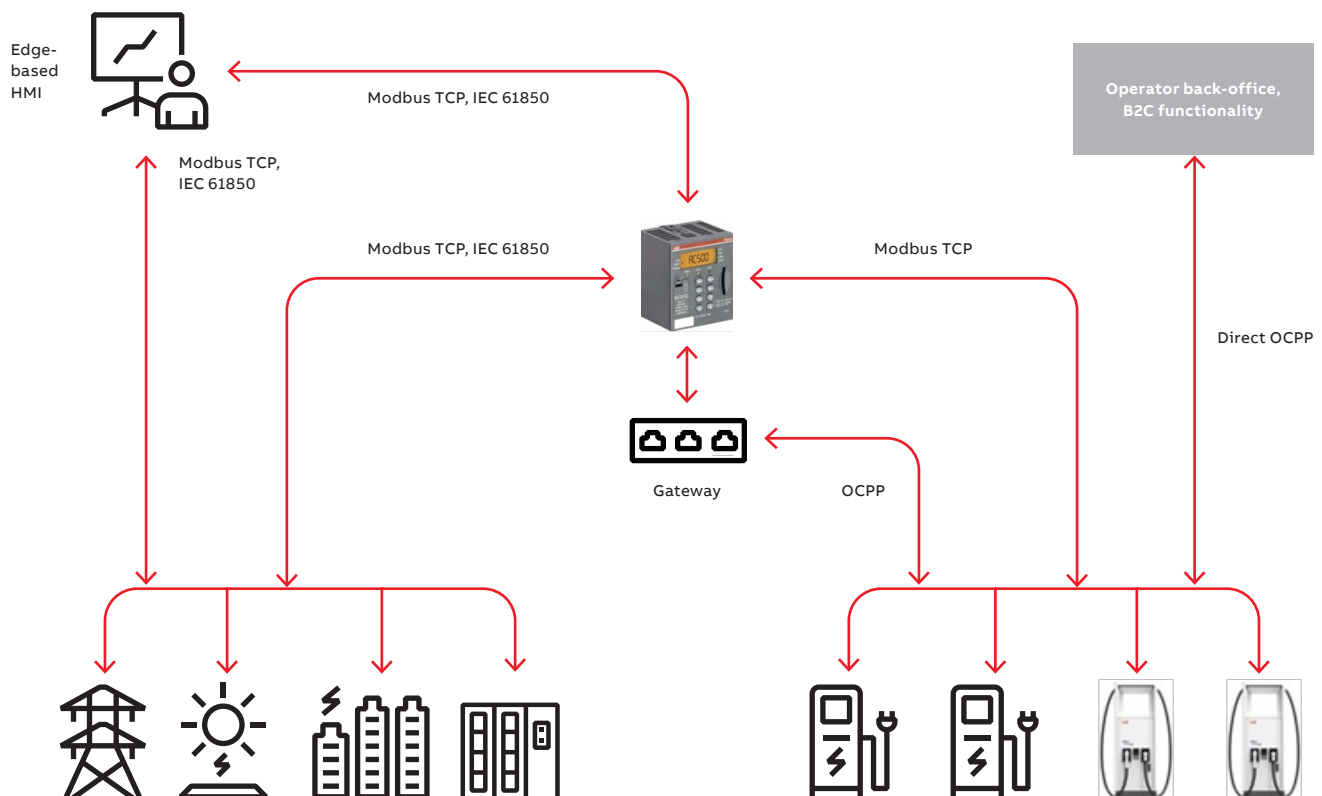 Edge-
based
HMI
Modbus TCP, IEC 61850
Operator back-office,
B2C functionality
Modbus TCP,
IEC 61850
Modbus TCP, IEC 61850
AC500
Modbus TCP
Direct OCPP
Gateway
OCPP